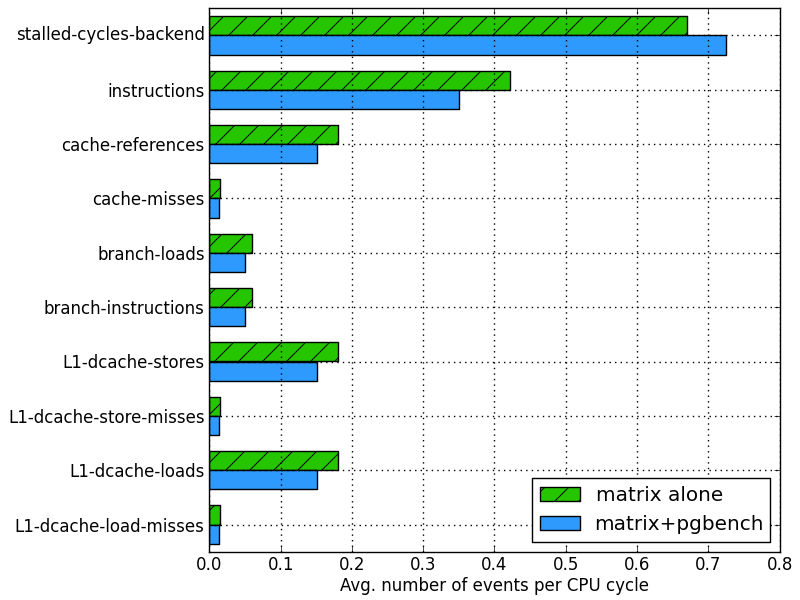 stalled-cycles-backend
instructions
cache-references
cache-misses
branch-loads
branch-instructions
L1-dcache-stores
L1-dcache-store-misses
L1-dcache-loads
L1-dcache-load-misses
matrix alone
matrix+pgbench
0.0 0.1 0.2 0.3 0.4 0.5 0.6 0.7 0.8
Avg. number of events per CPU cycle